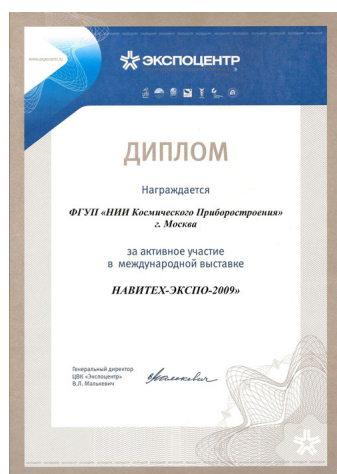 ЭКСПОЦЕНТР
ДИПЛОМ
Награждается
ФГУП «НИИ Космического Приборостроения»
г. Москва
за активное участие
в международной выставке
НАВИТЕХ-ЭКСПО-2009»
Генеральный директор
ЦВК «Экспоцентр»
В.Л. Малькевич